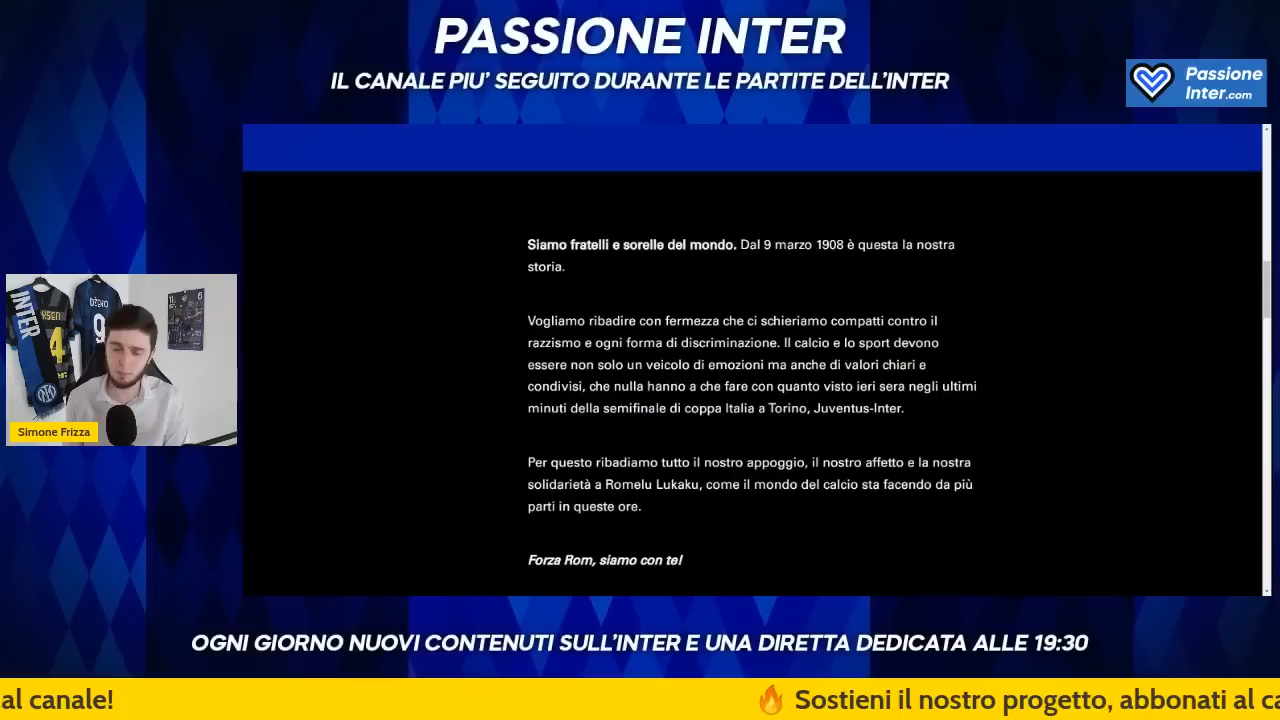 PASSIONE INTER
IL CANALE PIU' SEGUITO DURANTE LE PARTITE DELL'INTER
Passione
Inter.com
Siamo fratelli e sorelle del mondo. Dal 9 marzo 1908 è questa la nostra
storia.
Vogliamo ribadire con fermezza che ci schieriamo compatti contro il
razzismo e ogni forma di discriminazione. Il calcio e lo sport devono
essere non solo un veicolo di emozioni ma anche di valori chiari e
condivisi, che nulla hanno a che fare con quanto visto ieri sera negli ultimi
minuti della semifinale di coppa Italia a Torino, Juventus-Inter.
Per questo ribadiamo tutto il nostro appoggio, il nostro affetto e la nostra
solidarietà a Romelu Lukaku, come il mondo del calcio sta facendo da più
parti in queste ore.
Forza Rom, siamo con te!
INTER
4
9
Simone Frizza
OGNI GIORNO NUOVI CONTENUTI SULL'INTER E UNA DIRETTA DEDICATA ALLE 19:30
al canale!
Sostieni il nostro progetto, abbonati al ca